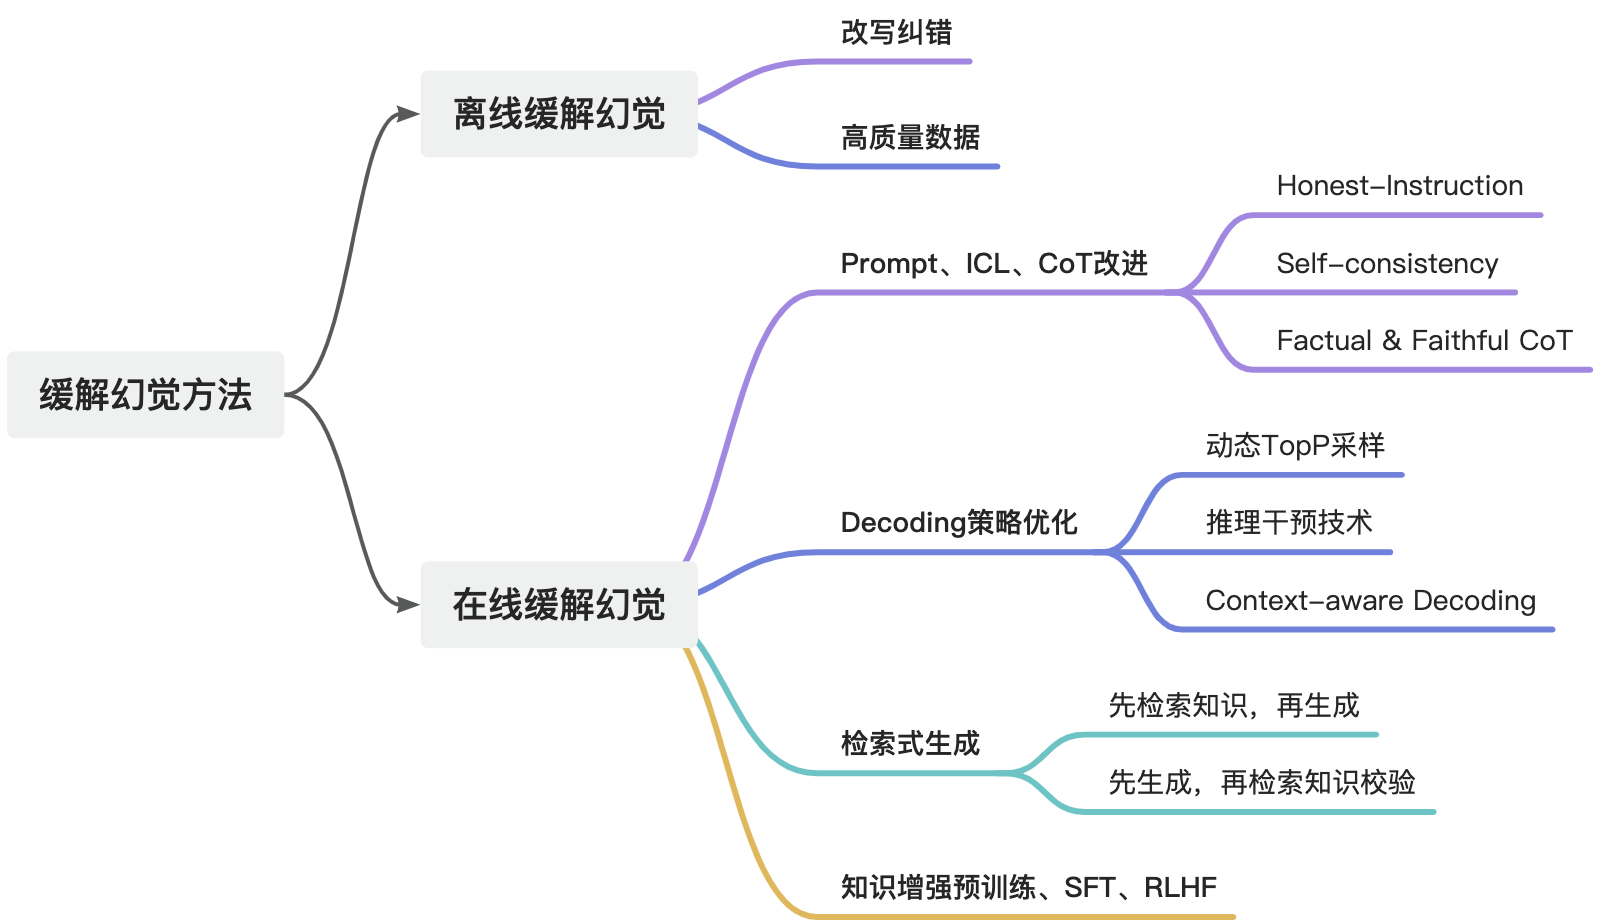 缓解幻觉方法
离线缓解幻觉
改写纠错
高质量数据
在线缓解幻觉
Prompt、ICL、CoT改进
Honest-Instruction
Self-consistency
Factual & Faithful CoT
Decoding策略优化
动态TopP采样
推理干预技术
Context-aware Decoding
检索式生成
先检索知识，再生成
先生成，再检索知识校验
知识增强预训练、SFT、RLHF